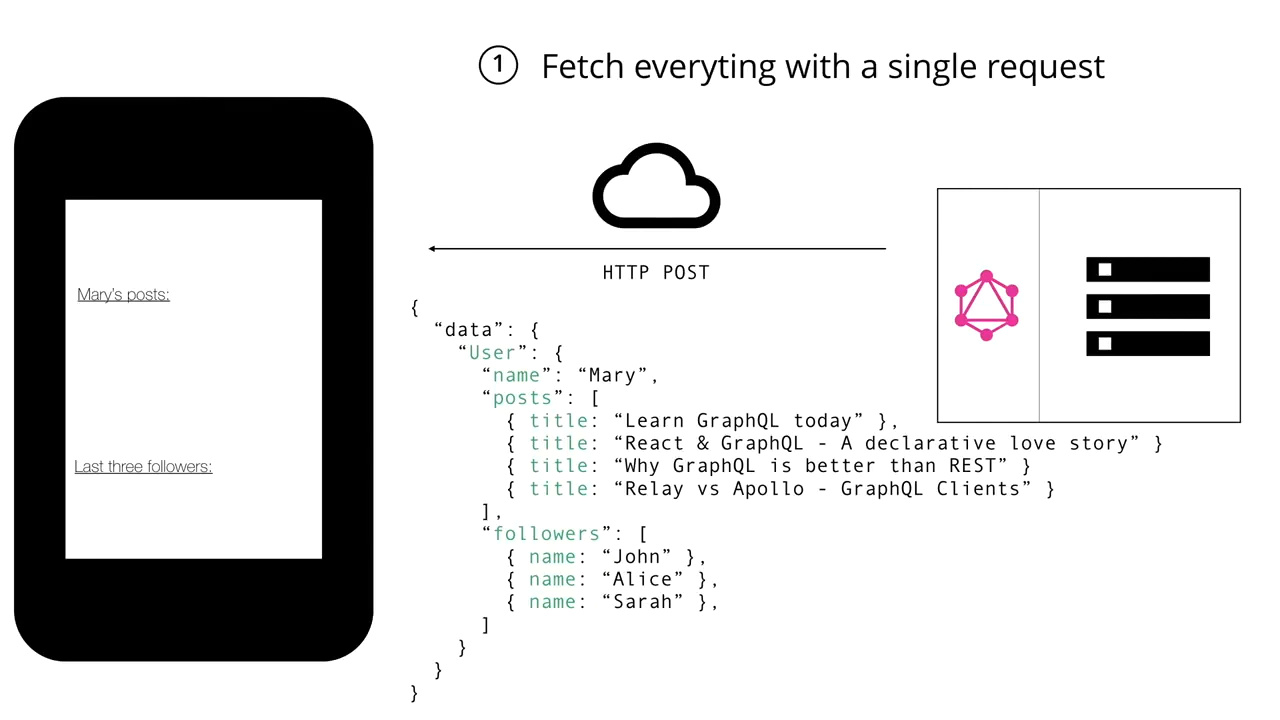 1 Fetch everyting with a single request
Mary's posts:
Last three followers:
HTTP POST
{
“data”: {
“User”: {
“name”: “Mary”,
“posts”: [
{ title: “Learn GraphQL today” },
{ title: “React & GraphQL - A declarative love story” }
{ title: “Why GraphQL is better than REST” }
{ title: “Relay vs Apollo - GraphQL Clients” }
],
“followers”: [
{ name: “John” },
{ name: “Alice” },
{ name: “Sarah” },
]
}
}
}